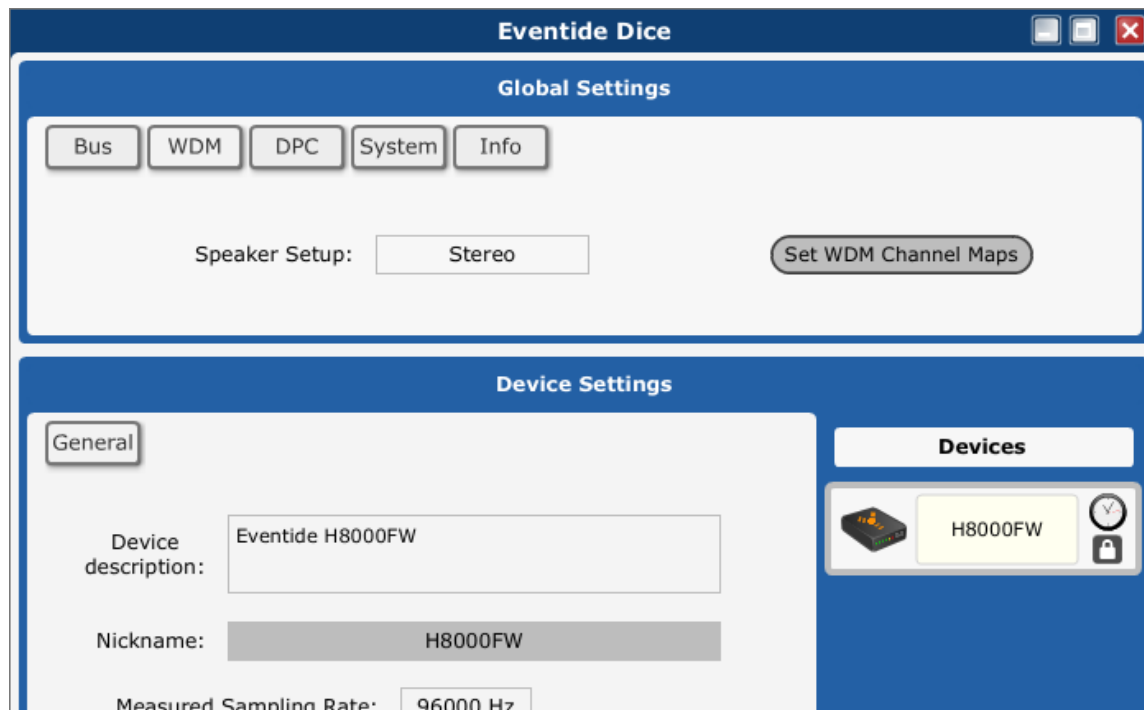 Eventide Dice
Global Settings
Bus WDM DPC System Info
Speaker Setup: Stereo Set WDM Channel Maps
Device Settings
General
Devices
H8000FW
Device description:
Eventide H8000FW
Nickname: H8000FW
Measured Sampling Rate: 96000 Hz